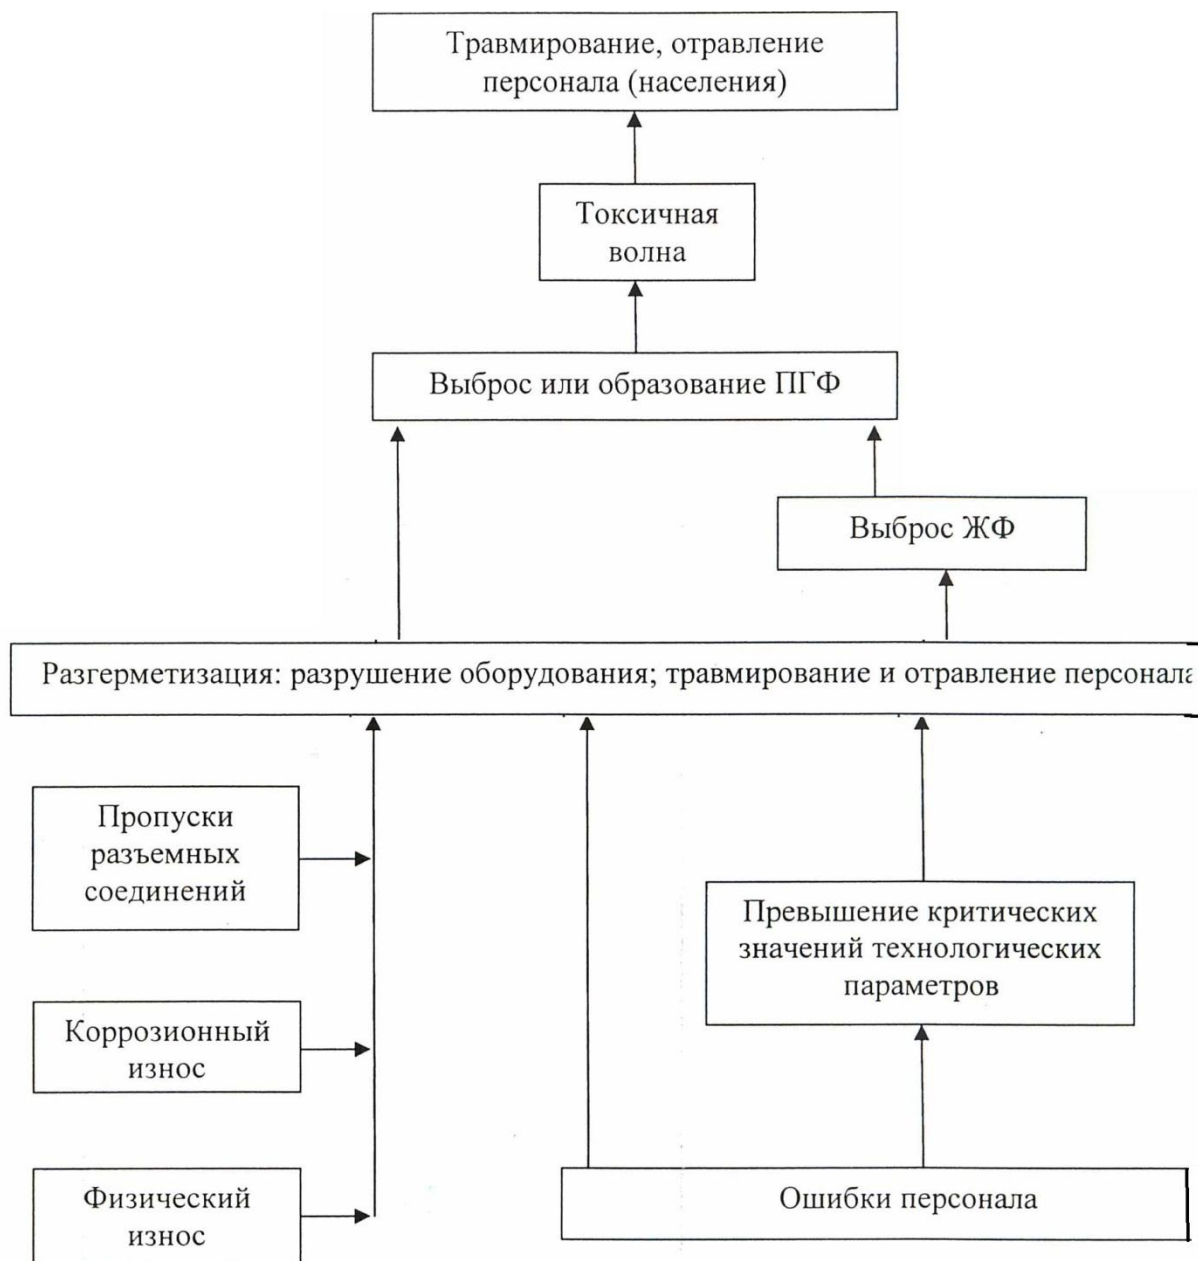 Травмирование, отравление
персонала (населения)
Токсичная
волна
Выброс или образование ПГФ
Выброс ЖФ
Разгерметизация: разрушение оборудования; травмирование и отравление персонала
Пропуски
разъемных
соединений
Превышение критических
значений технологических
параметров
Коррозионный
износ
Физический
износ
Ошибки персонала